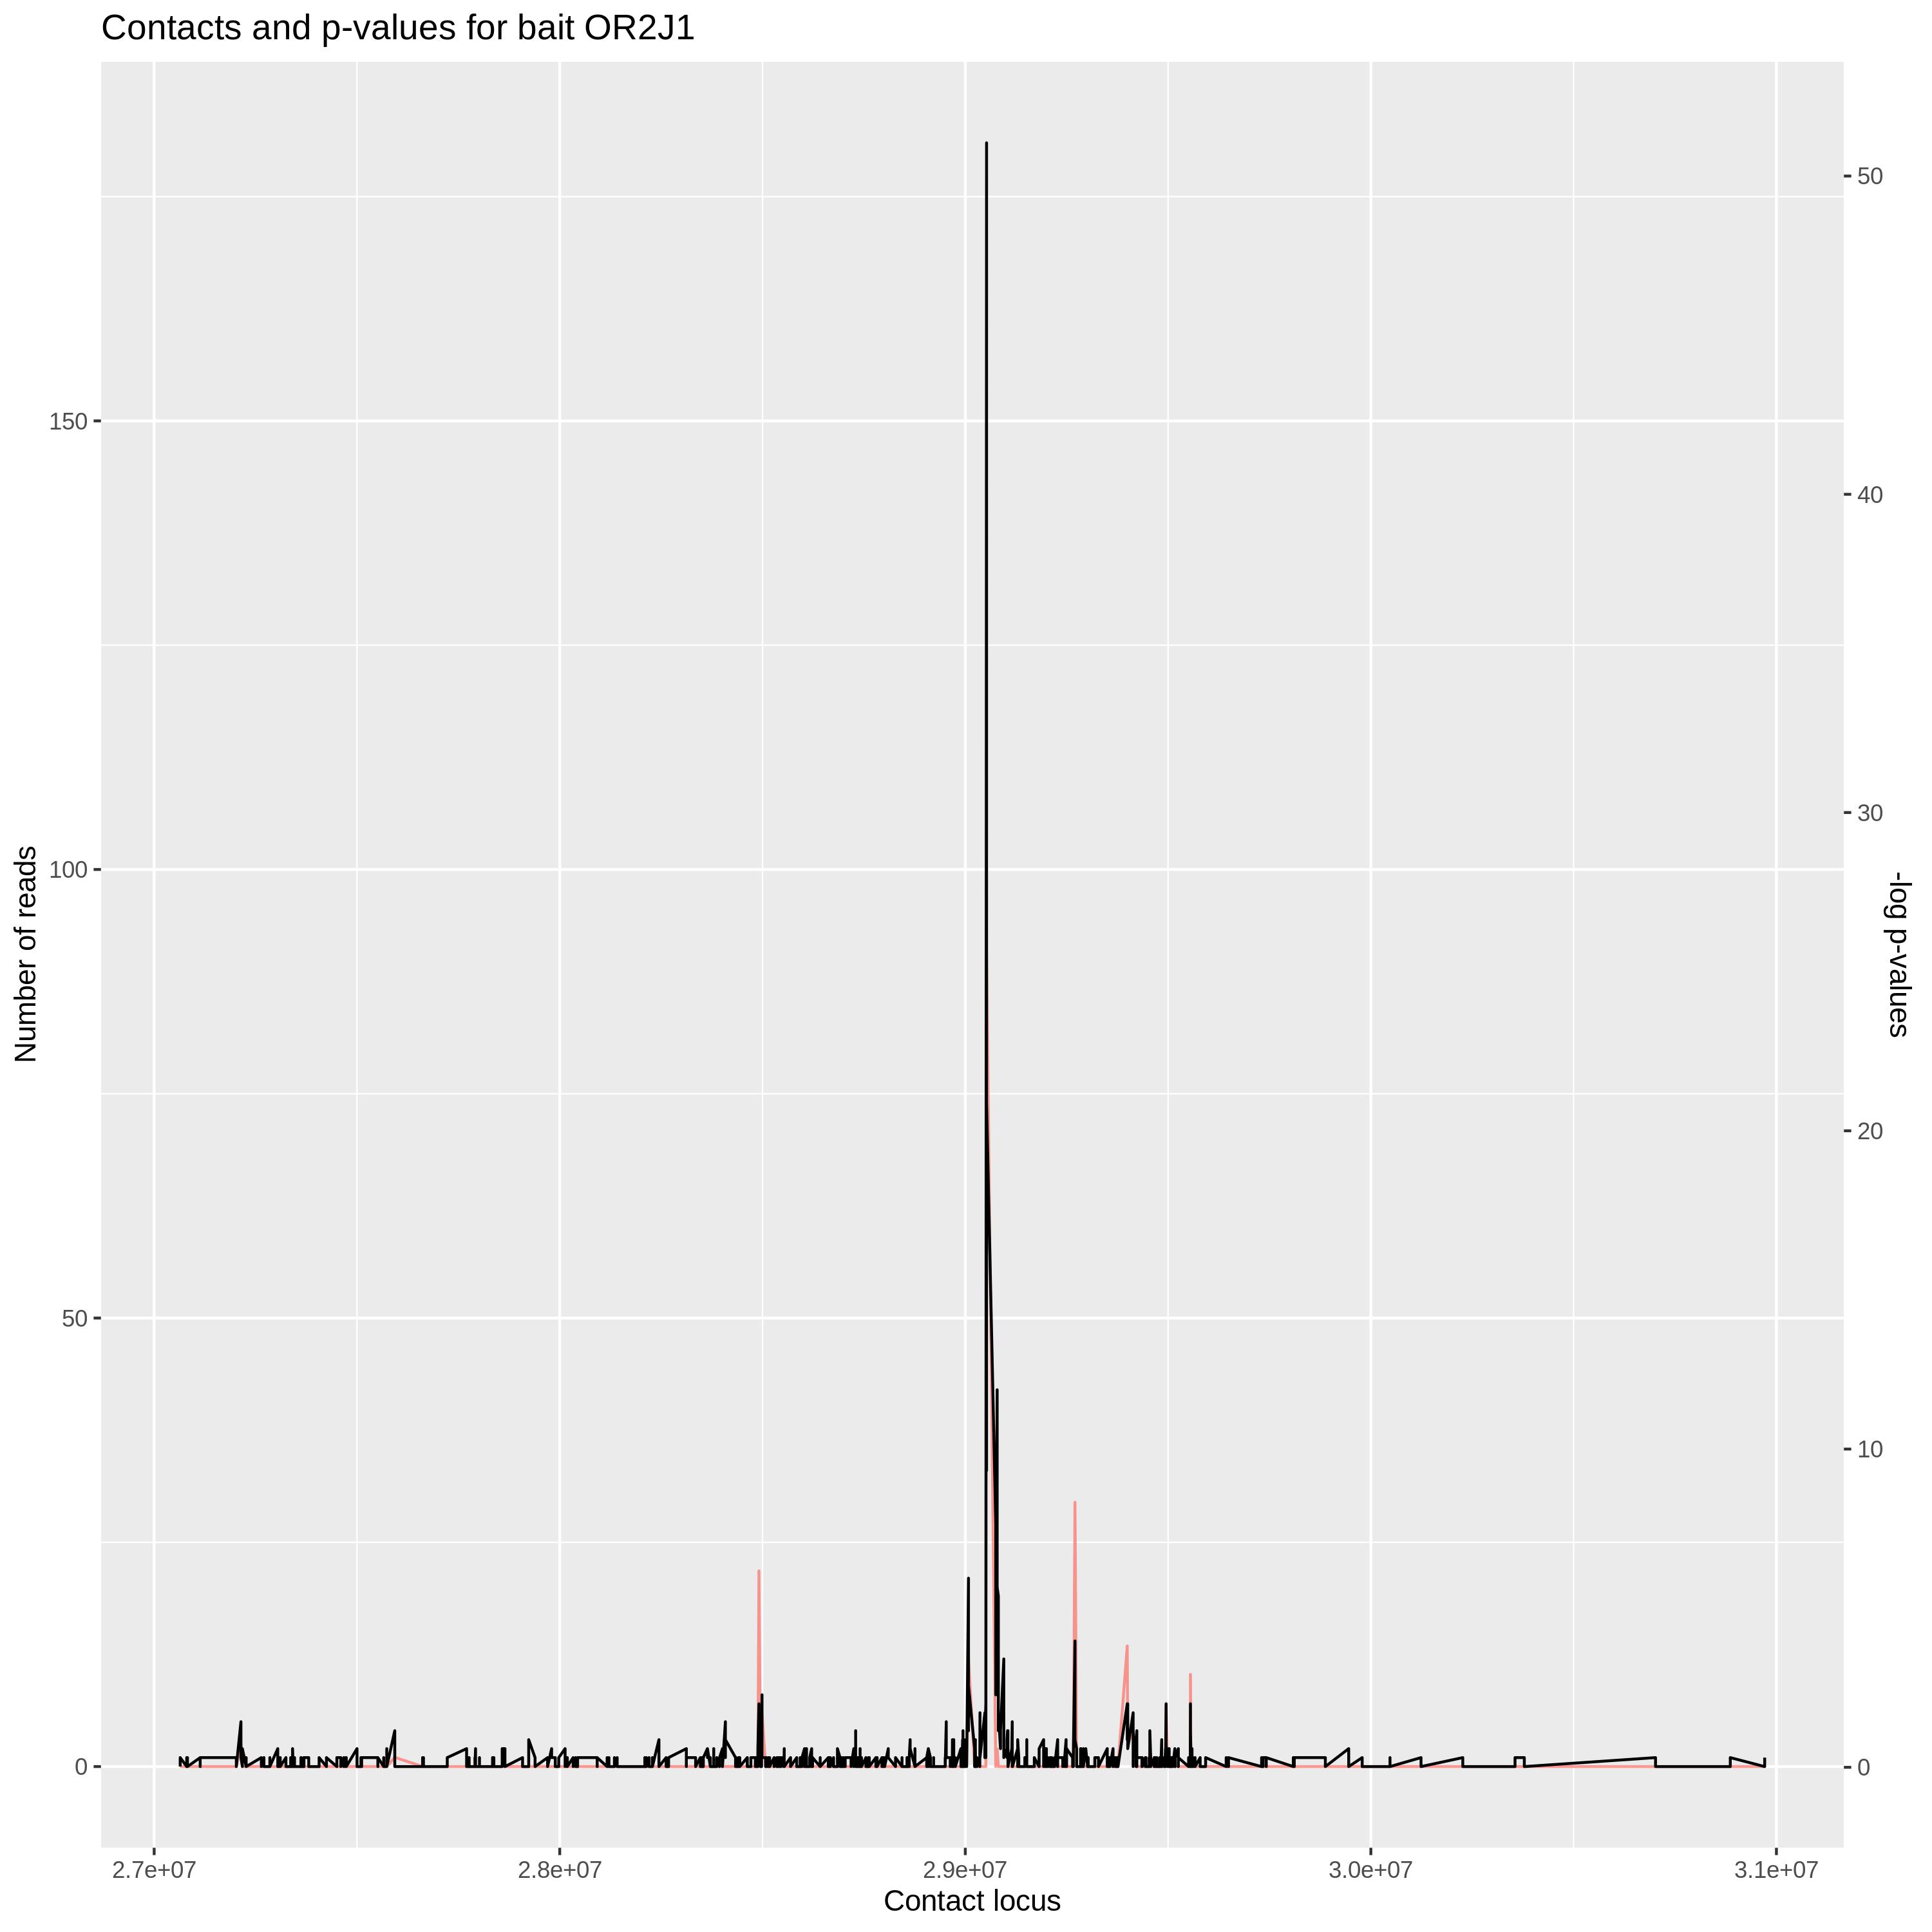 Contacts and p-values for bait OR2J1
Number of reads
150
100
50
0
50
40
30
20
10
0
-log p-values
2.7e+07 2.8e+07 2.9e+07 3.0e+07 3.1e+07
Contact locus